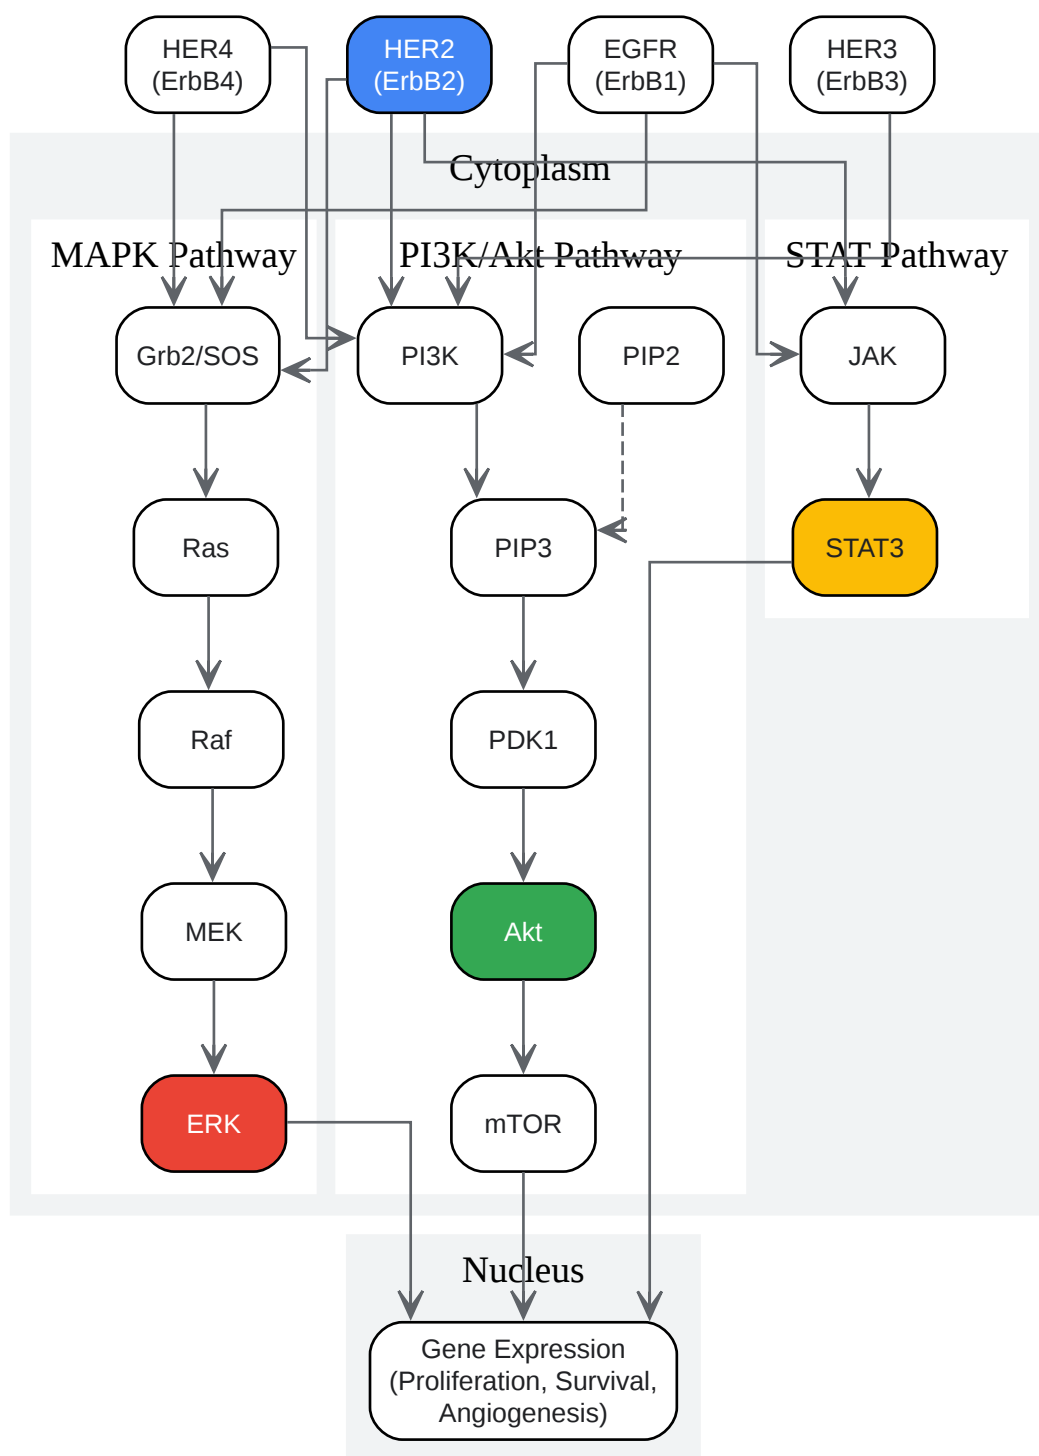 HER4
(ErbB4)
HER2
(ErbB2)
EGFR
(ErbB1)
HER3
(ErbB3)
Cytoplasm
MAPK Pathway
PI3K/Akt Pathway
STAT Pathway
Grb2/SOS
PI3K
PIP2
JAK
Ras
PIP3
STAT3
Raf
PDK1
MEK
Akt
ERK
mTOR
Nucleus
Gene Expression
(Proliferation, Survival,
Angiogenesis)